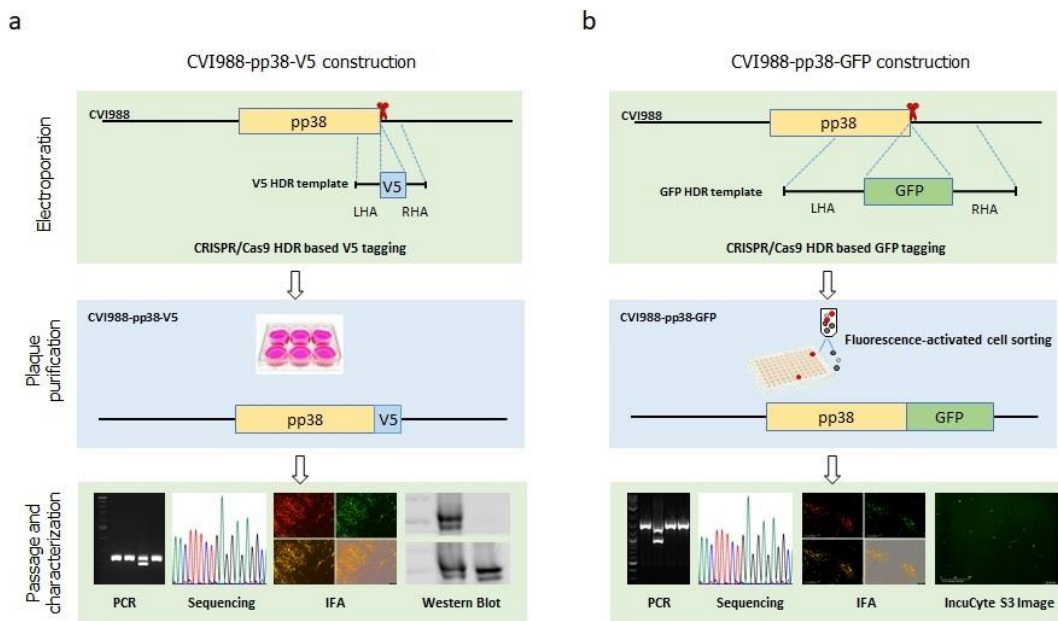 a
CVI988-pp38-V5 construction
Electroporation
CVI988
pp38
V5 HDR template
V5
LHA
RHA
CRISPR/Cas9 HDR based V5 tagging
Plaque
purification
CVI988-pp38-V5
pp38
V5
Passage and
characterization
PCR
Sequencing
IFA
Western Blot
b
CVI988-pp38-GFP construction
CVI988
pp38
GFP HDR template
GFP
LHA
RHA
CRISPR/Cas9 HDR based GFP tagging
CVI988-pp38-GFP
Fluorescence-activated cell sorting
pp38
GFP
PCR
Sequencing
IFA
IncuCyte S3 Image